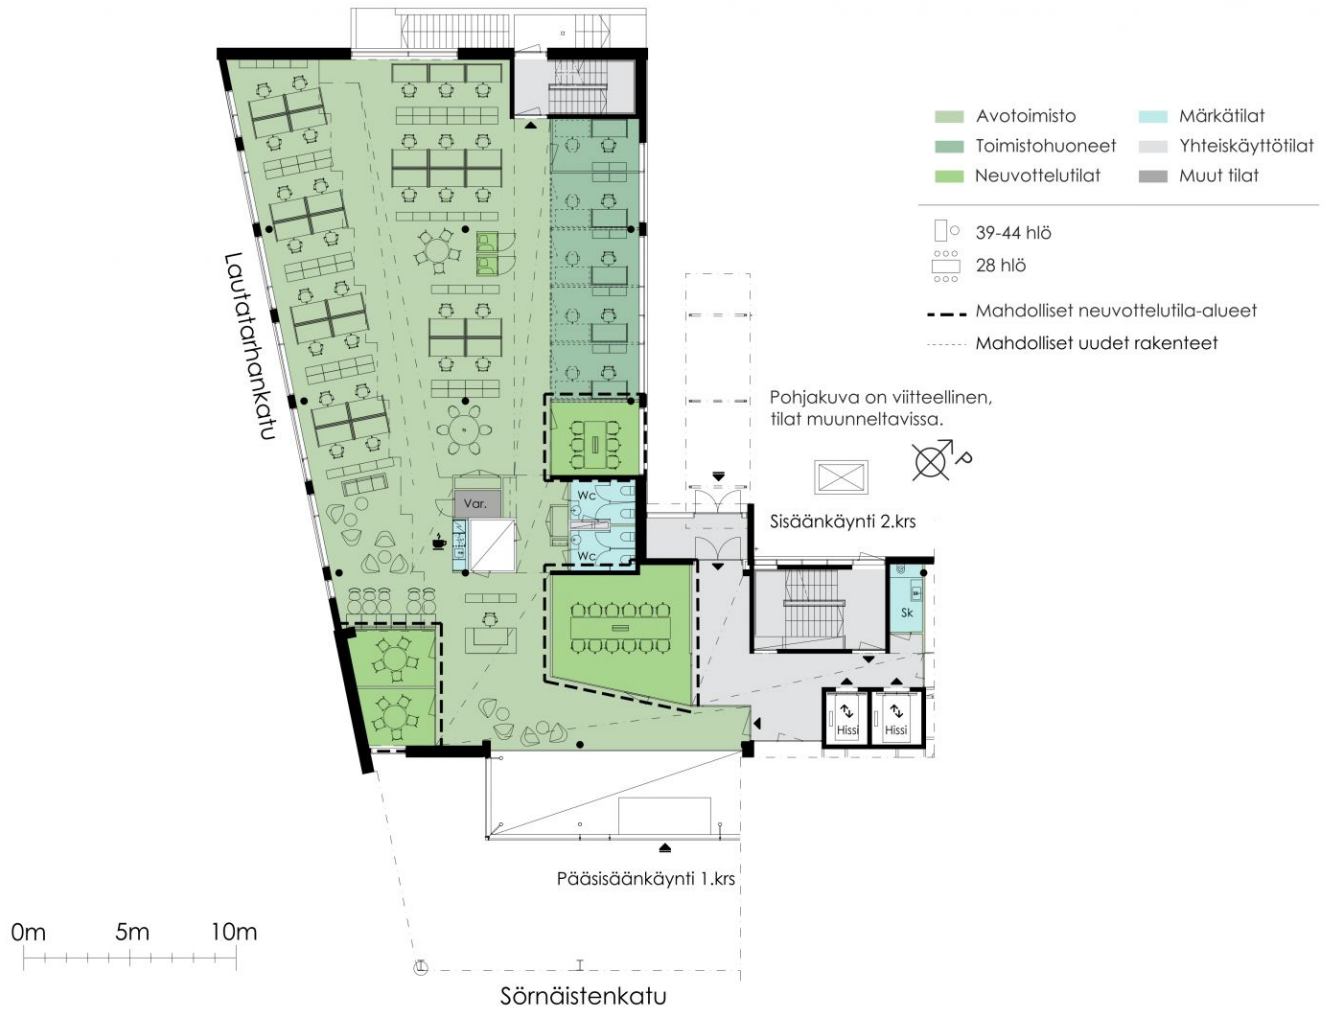 Avotoimisto
Toimistohuoneet
Neuvottelutilat
Märkätilat
Yhteiskäyttötilat
Muut tilat
39-44 hlö
28 hlö
Mahdolliset neuvottelutila-alueet
Mahdolliset uudet rakenteet
Pohjakuva on viitteellinen,
tilat muunneltavissa.
P
Sisäänkäynti 2.krs
Lautatarhankatu
Var.
Wc
Wc
Sk
Hissi
Hissi
Pääsisäänkäynti 1.krs
0m 5m 10m
Sörnäistenkatu